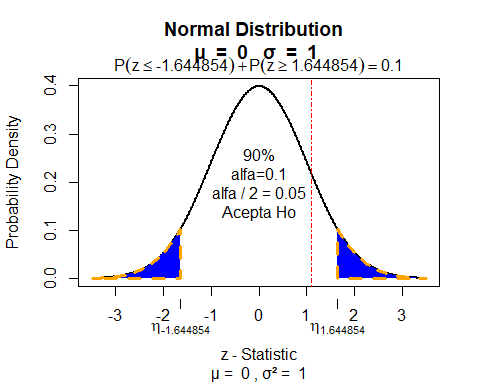 Normal Distribution
μ = 0 σ = 1
P(z ≤ -1.644854) + P(z ≥ 1.644854) = 0.1
Probability Density
0.0 0.1 0.2 0.3 0.4
90%
alfa=0.1
alfa / 2 = 0.05
Acepta Ho
-3 -2 -1 0 1 2 3
η-1.644854 η1.644854
z - Statistic
μ = 0 , σ² = 1